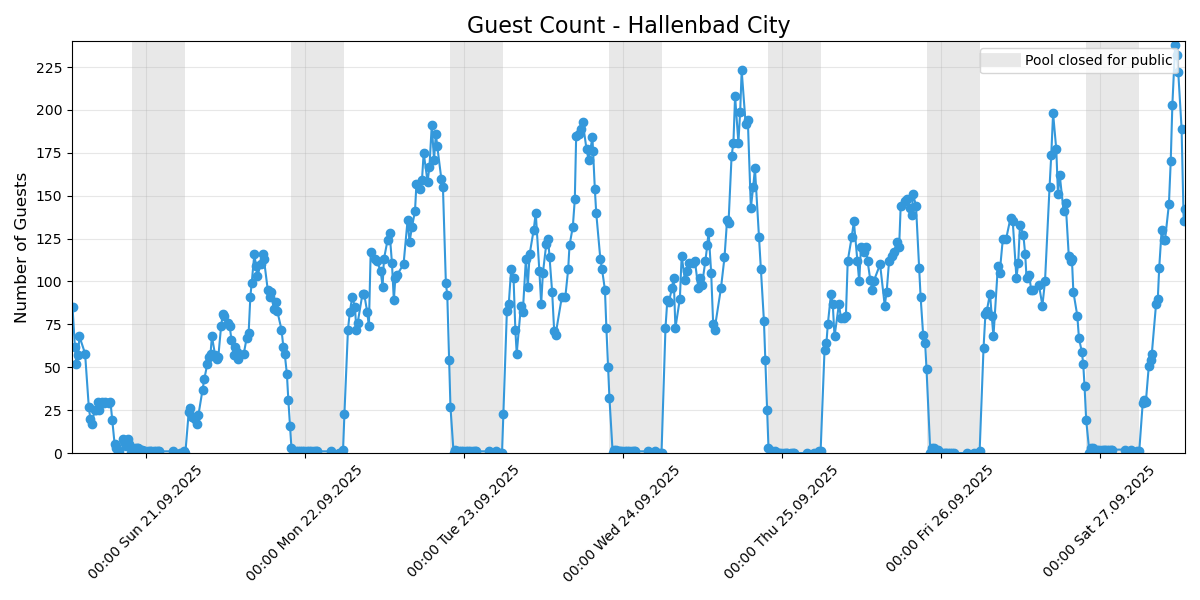 Guest Count - Hallenbad City
Number of Guests
225
200
175
150
125
100
75
50
25
0
Pool closed for public
00:00 Sun 21.09.2025
00:00 Mon 22.09.2025
00:00 Tue 23.09.2025
00:00 Wed 24.09.2025
00:00 Thu 25.09.2025
00:00 Fri 26.09.2025
00:00 Sat 27.09.2025